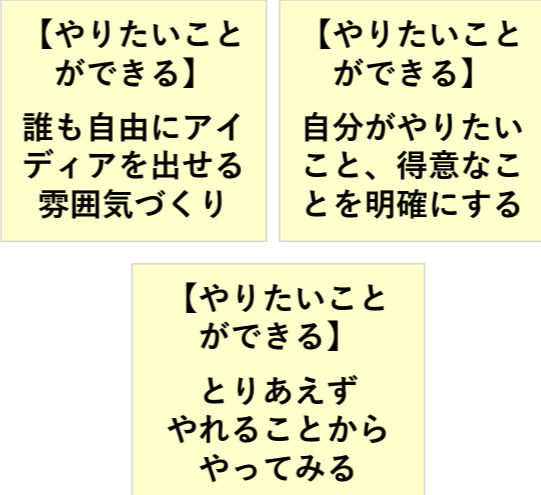 【やりたいこと
ができる】
誰も自由にアイ
ディアを出せる
雰囲気づくり
【やりたいこと
ができる】
自分がやりたい
こと、得意なこ
とを明確にする
【やりたいこと
ができる】
とりあえず
やれることから
やってみる